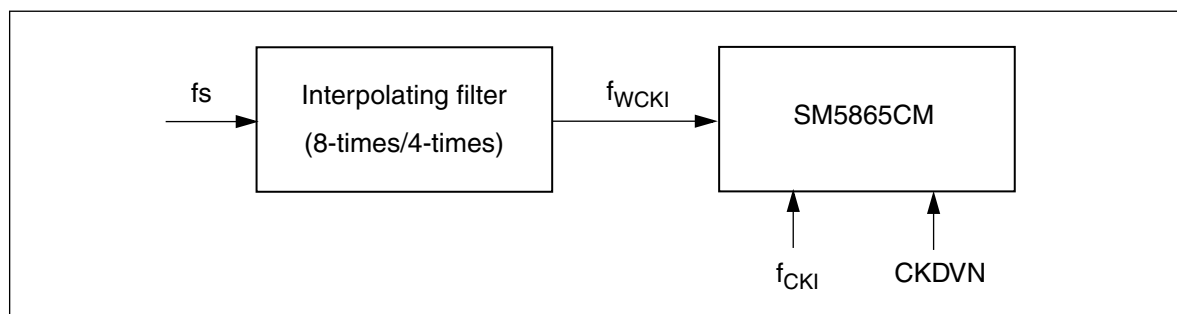 fs
Interpolating filter
(8-times/4-times)
fWCKI
SM5865CM
fCKI
CKDVN